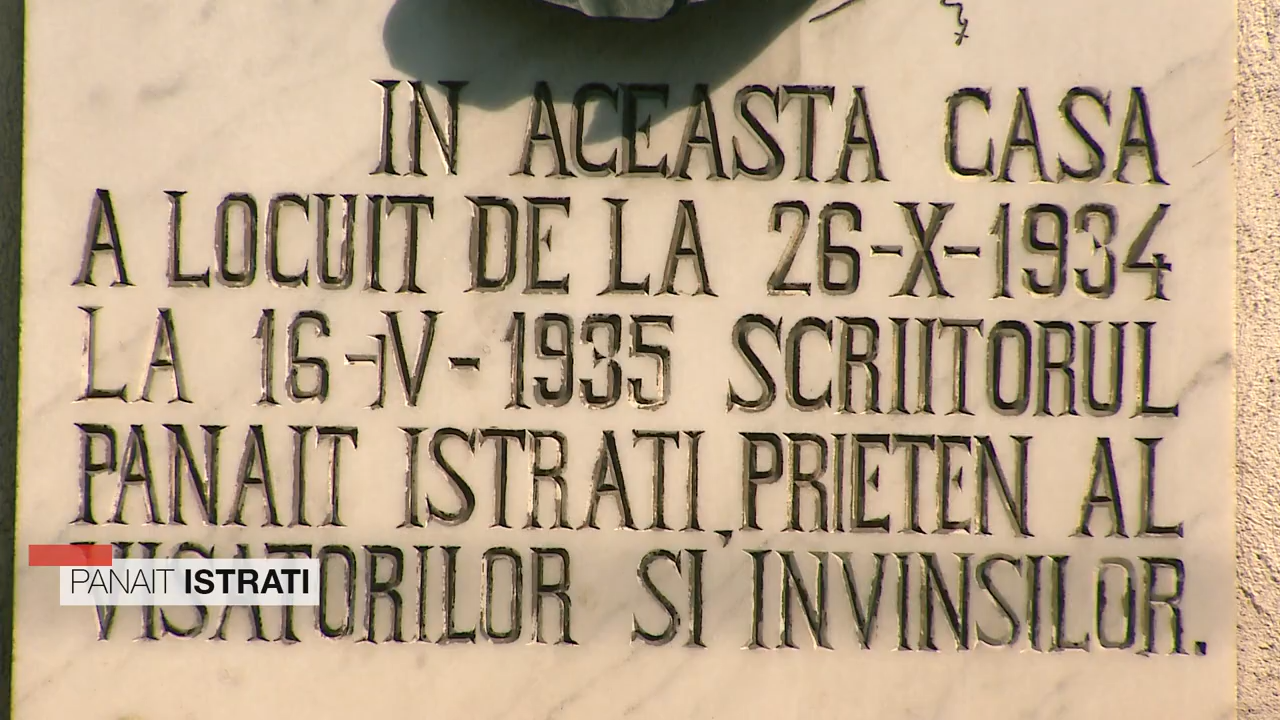 IN ACEASTA CASA
A LOCUIT DE LA 26-X-1934
LA 16-IV-1935 SCRIITORUL
PANAIT ISTRATI, PRIETEN AL
VISATORILOR SI INVINSILOR.
PANAIT ISTRATI